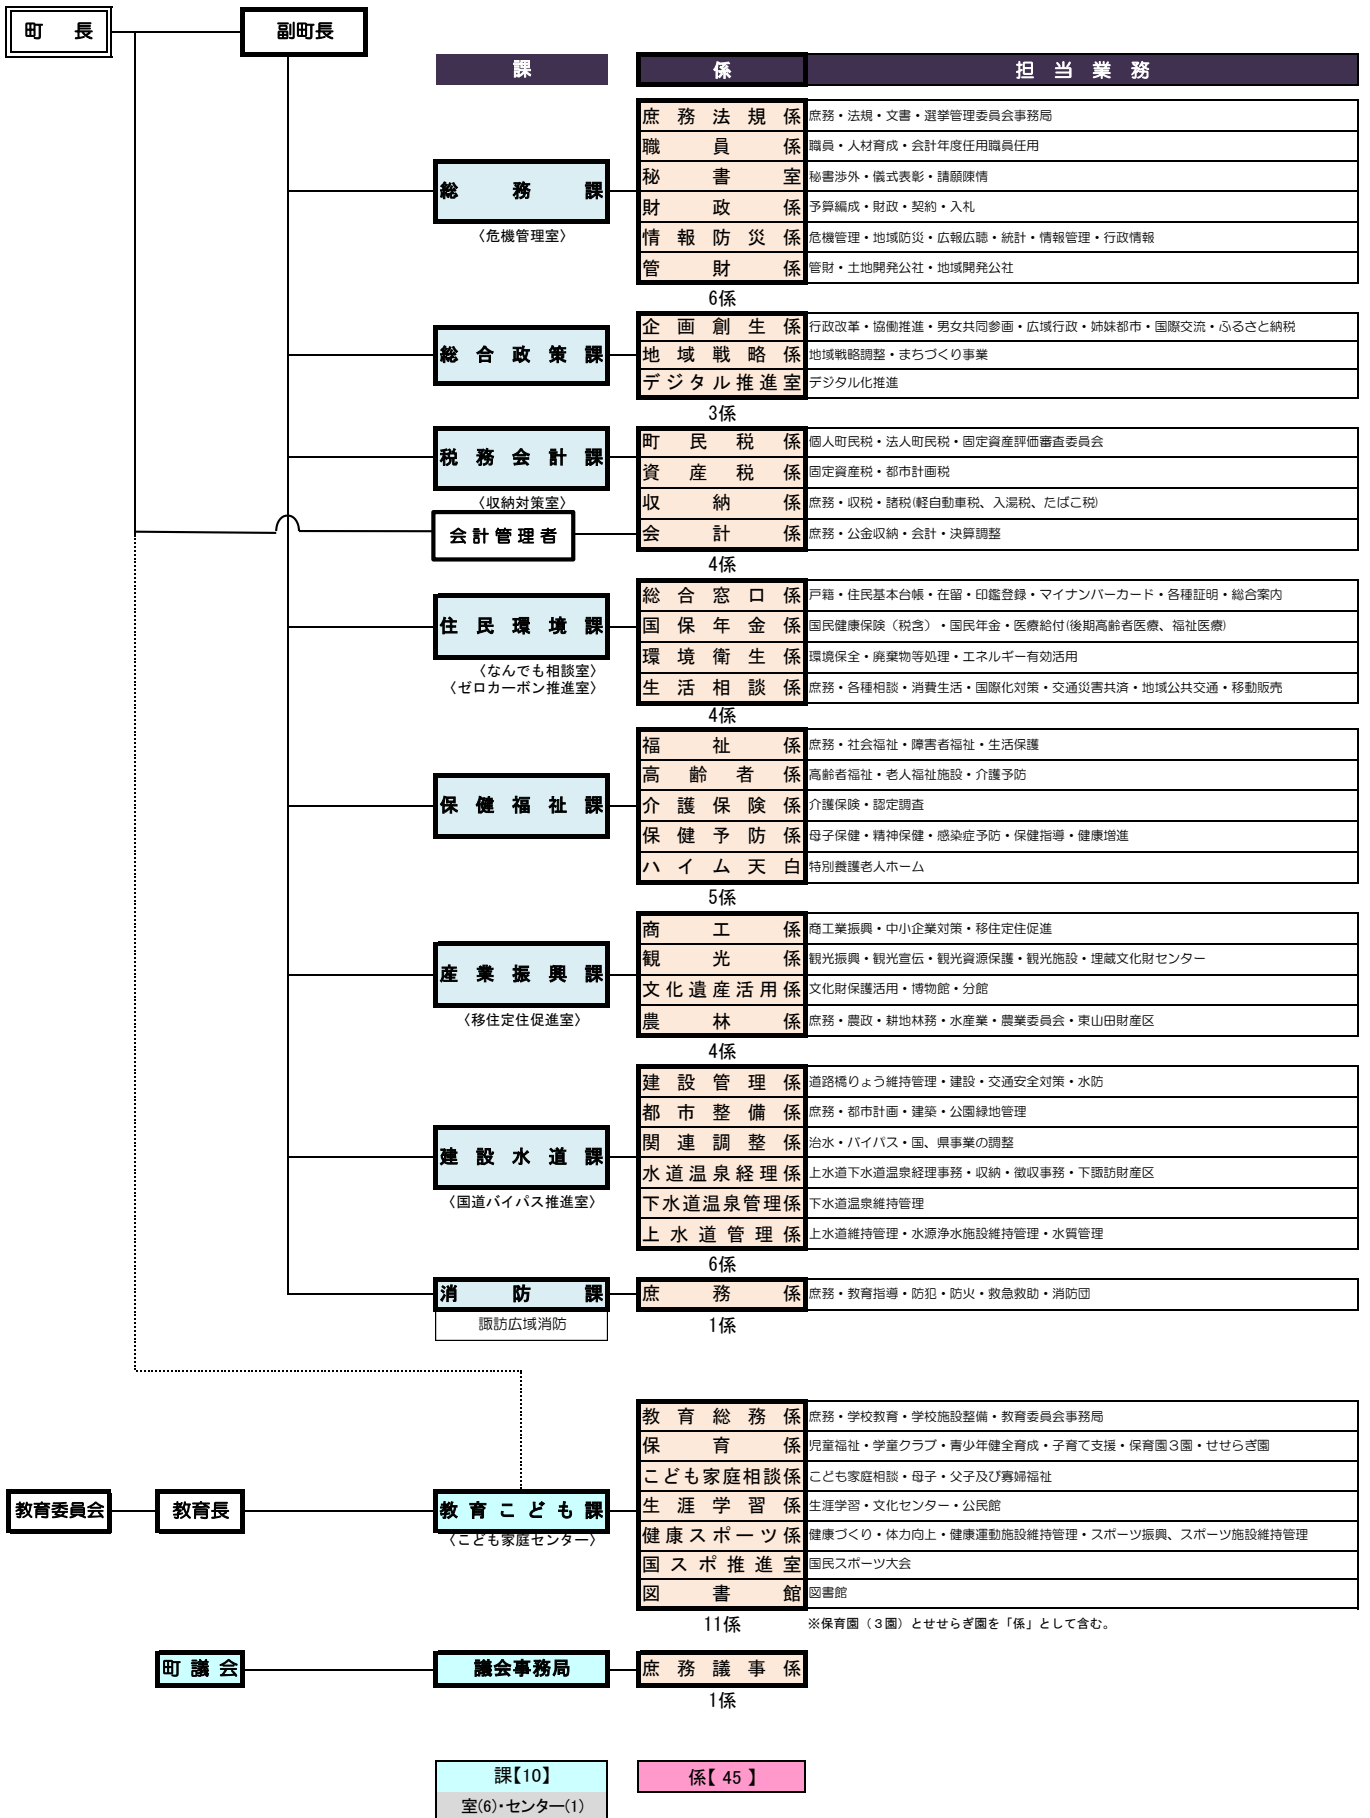 町　長
副町長
課　係　担当業務
庶務法規係　庶務・法規・文書・選挙管理委員会事務局
職員係　職員・人材育成・会計年度任用職員任用
秘書室　秘書渉外・儀式表彰・請願陳情
総務課
財政係　予算編成・財政・契約・入札
〈危機管理室〉
情報防災係　危機管理・地域防災・広報広聴・統計・情報管理・行政情報
管財係　管財・土地開発公社・地域開発公社
6係
企画創生係　行政改革・協働推進・男女共同参画・広域行政・姉妹都市・国際交流・ふるさと納税
総合政策課
地域戦略係　地域戦略調整・まちづくり事業
デジタル推進室　デジタル化推進
3係
町民税係　個人町民税・法人町民税・固定資産評価審査委員会
税務会計課
資産税係　固定資産税・都市計画税
〈収納対策室〉
収納係　庶務・収税・諸税(軽自動車税、入湯税、たばこ税)
会計管理者
会計係　庶務・公金収納・会計・決算調整
4係
総合窓口係　戸籍・住民基本台帳・在留・印鑑登録・マイナンバーカード・各種証明・総合案内
住民環境課
国保年金係　国民健康保険（税含）・国民年金・医療給付(後期高齢者医療、福祉医療)
環境衛生係　環境保全・廃棄物等処理・エネルギー有効活用
〈なんでも相談室〉
〈ゼロカーボン推進室〉
生活相談係　庶務・各種相談・消費生活・国際化対策・交通災害共済・地域公共交通・移動販売
4係
福祉係　庶務・社会福祉・障害者福祉・生活保護
高齢者係　高齢者福祉・老人福祉施設・介護予防
保健福祉課
介護保険係　介護保険・認定調査
保健予防係　母子保健・精神保健・感染症予防・保健指導・健康増進
ハイム天白　特別養護老人ホーム
5係
商工係　商工業振興・中小企業対策・移住定住促進
観光係　観光振興・観光宣伝・観光資源保護・観光施設・埋蔵文化財センター
産業振興課
文化遺産活用係　文化財保護活用・博物館・分館
〈移住定住促進室〉
農林係　庶務・農政・耕地林務・水産業・農業委員会・東山田財産区
4係
建設管理係　道路橋りょう維持管理・建設・交通安全対策・水防
都市整備係　庶務・都市計画・建築・公園緑地管理
関連調整係　治水・バイパス・国、県事業の調整
建設水道課
水道温泉経理係　上水道下水道温泉経理事務・収納・徴収事務・下諏訪財産区
〈国道バイパス推進室〉
下水道温泉管理係　下水道温泉維持管理
上水道管理係　上水道維持管理・水源浄水施設維持管理・水質管理
6係
消防課
庶務係　庶務・教育指導・防犯・防火・救急救助・消防団
諏訪広域消防
1係
教育総務係　庶務・学校教育・学校施設整備・教育委員会事務局
保育係　児童福祉・学童クラブ・青少年健全育成・子育て支援・保育園３園・せせらぎ園
こども家庭相談係　こども家庭相談・母子・父子及び寡婦福祉
教育委員会　教育長　教育こども課
生涯学習係　生涯学習・文化センター・公民館
〈こども家庭センター〉
健康スポーツ係　健康づくり・体力向上・健康運動施設維持管理・スポーツ振興、スポーツ施設維持管理
国スポ推進室　国民スポーツ大会
図書館　図書館
11係　※保育園（３園）とせせらぎ園を「係」として含む。
町議会　議会事務局　庶務議事係
1係
課【10】　係【 45 】
室(6)・センター(1)